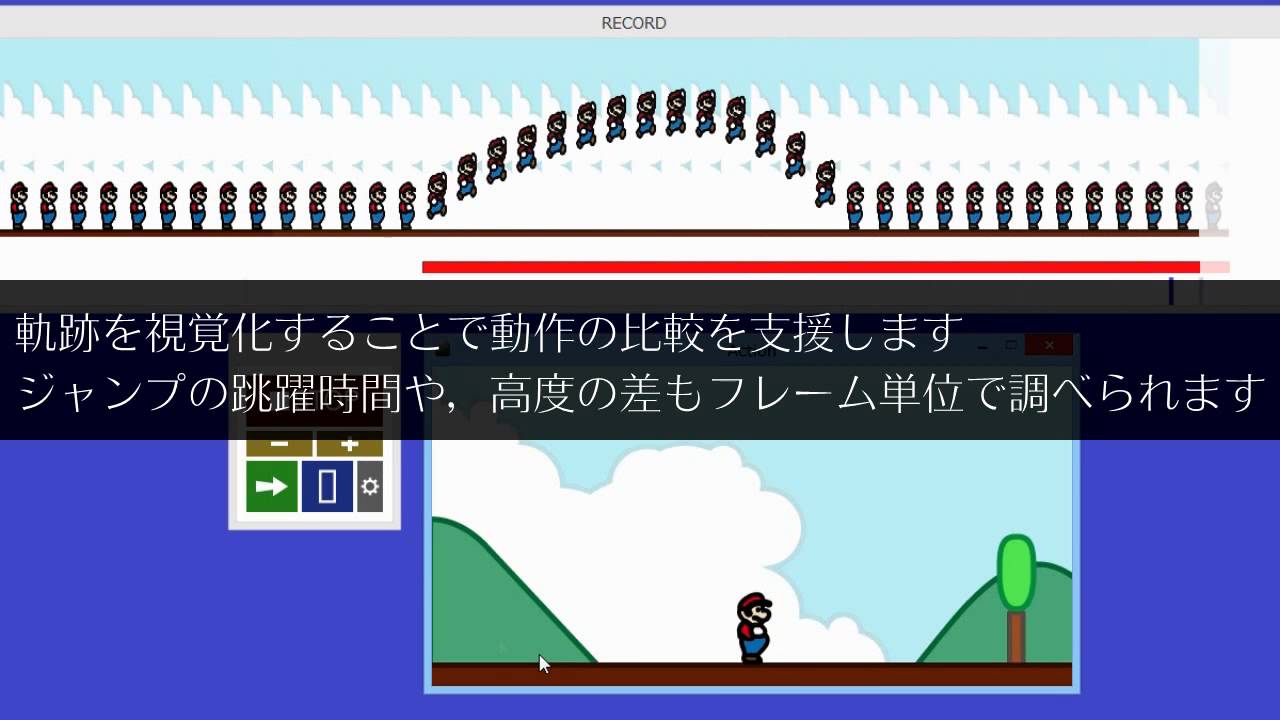 RECORD
軌跡を視覚化することで動作の比較を支援します
ジャンプの跳躍時間や，高度の差もフレーム単位で調べられます
Action